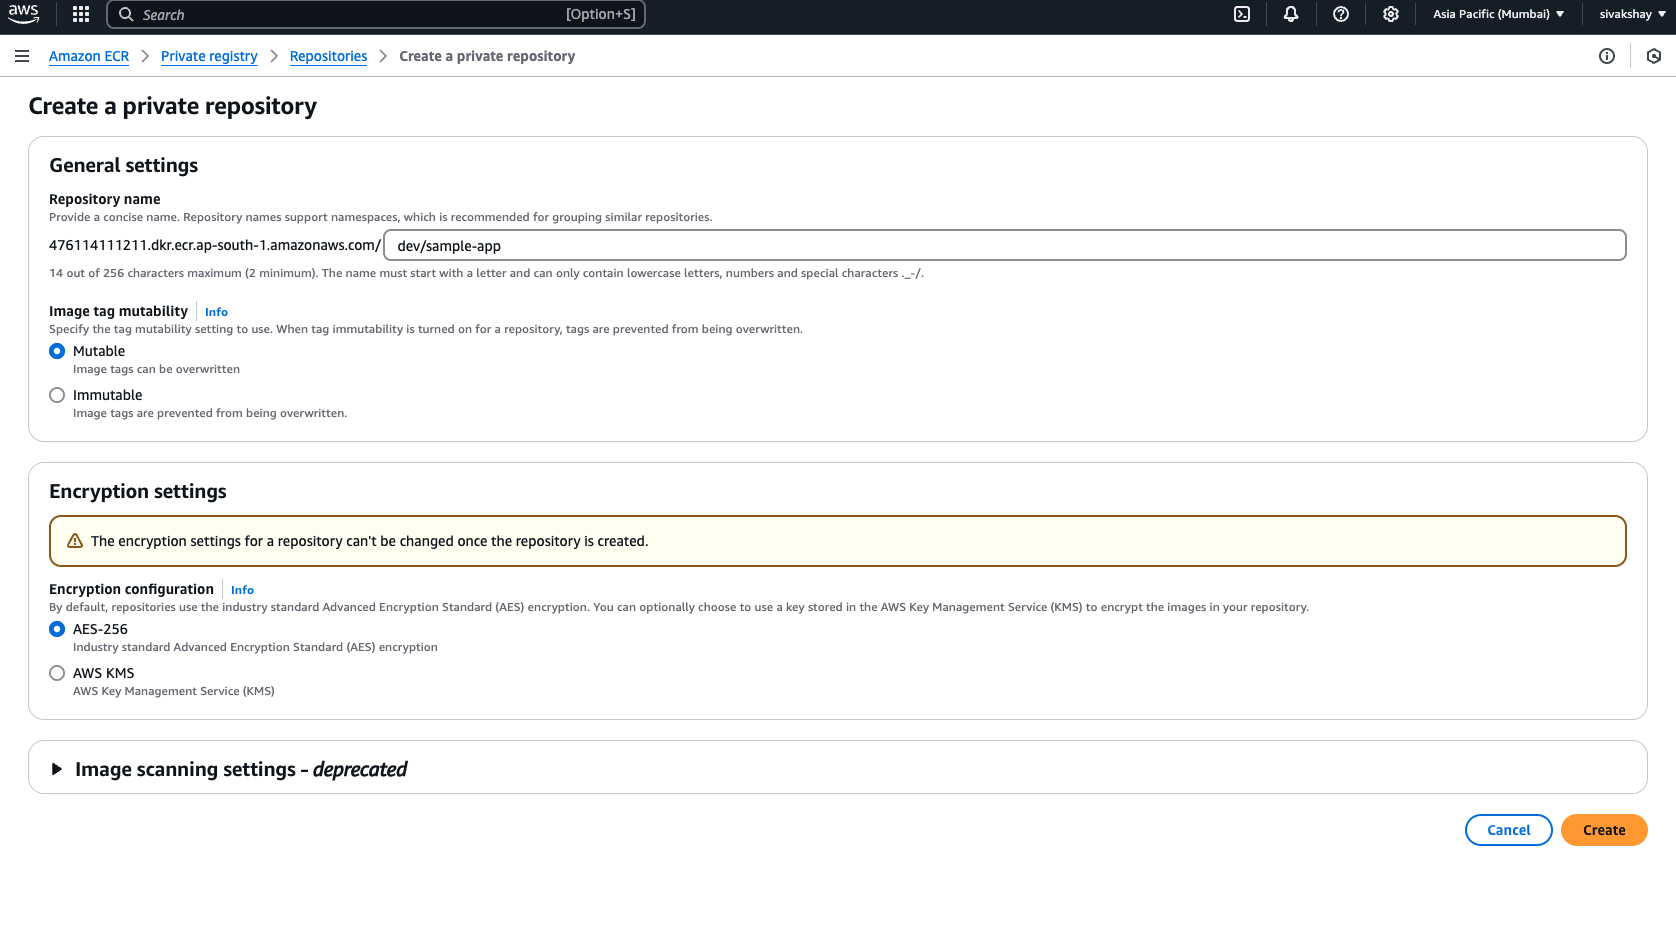 aws
Search [Option+S] Asia Pacific (Mumbai) sivakshay
Amazon ECR Private registry Repositories Create a private repository
Create a private repository
General settings
Repository name
Provide a concise name. Repository names support namespaces, which is recommended for grouping similar repositories.
476114111211.dkr.ecr.ap-south-1.amazonaws.com/ dev/sample-app
14 out of 256 characters maximum (2 minimum). The name must start with a letter and can only contain lowercase letters, numbers and special characters ._-/.
Image tag mutability Info
Specify the tag mutability setting to use. When tag immutability is turned on for a repository, tags are prevented from being overwritten.
Mutable
Image tags can be overwritten
Immutable
Image tags are prevented from being overwritten.
Encryption settings
The encryption settings for a repository can't be changed once the repository is created.
Encryption configuration Info
By default, repositories use the industry standard Advanced Encryption Standard (AES) encryption. You can optionally choose to use a key stored in the AWS Key Management Service (KMS) to encrypt the images in your repository.
AES-256
Industry standard Advanced Encryption Standard (AES) encryption
AWS KMS
AWS Key Management Service (KMS)
Image scanning settings - deprecated
Cancel Create